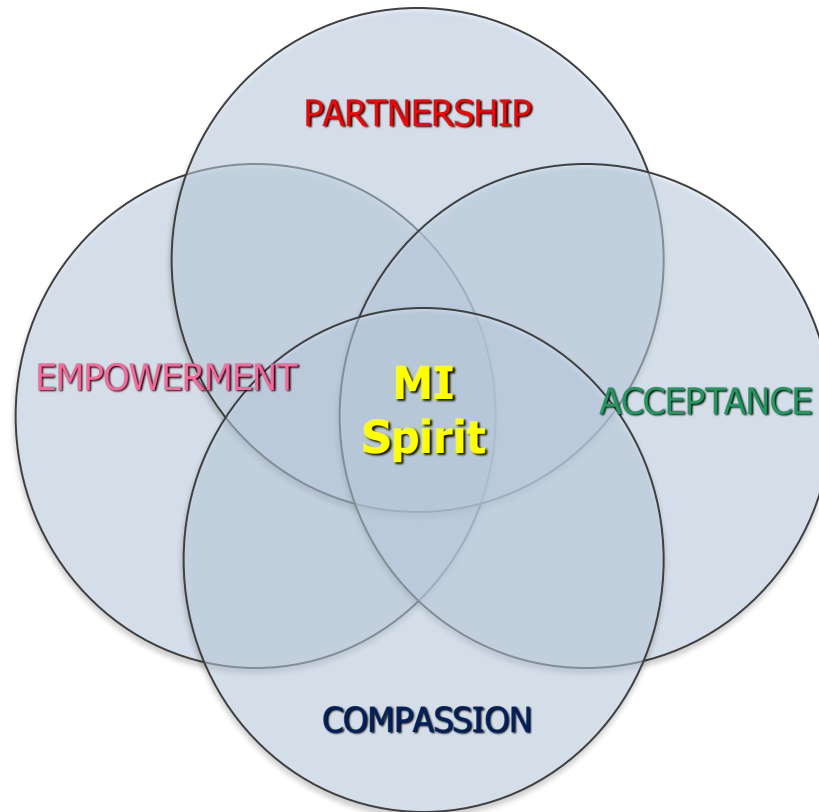 PARTNERSHIP
EMPOWERMENT
MI
Spirit
ACCEPTANCE
COMPASSION